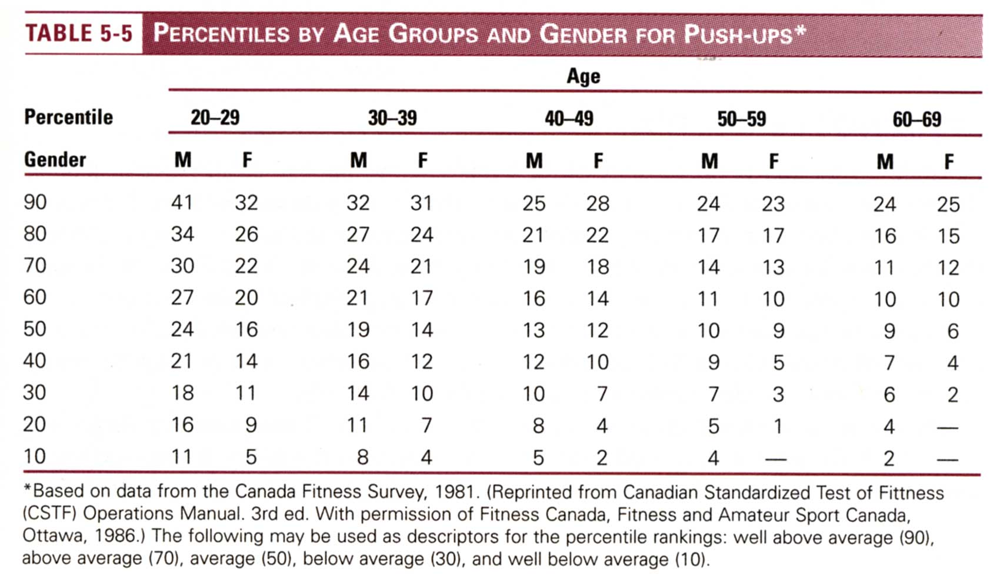 TABLE 5-5 PERCENTILES BY AGE GROUPS AND GENDER FOR PUSH-UPS*
Age
Percentile 20–29 30–39 40–49 50–59 60–69
Gender M F M F M F M F M F
90 41 32 32 31 25 28 24 23 24 25
80 34 26 27 24 21 22 17 17 16 15
70 30 22 24 21 19 18 14 13 11 12
60 27 20 21 17 16 14 11 10 10 10
50 24 16 19 14 13 12 10 9 9 6
40 21 14 16 12 12 10 9 5 7 4
30 18 11 14 10 10 7 7 3 6 2
20 16 9 11 7 8 4 5 1 4 —
10 11 5 8 4 5 2 4 — 2 —
*Based on data from the Canada Fitness Survey, 1981. (Reprinted from Canadian Standardized Test of Fittness
(CSTF) Operations Manual. 3rd ed. With permission of Fitness Canada, Fitness and Amateur Sport Canada,
Ottawa, 1986.) The following may be used as descriptors for the percentile rankings: well above average (90),
above average (70), average (50), below average (30), and well below average (10).